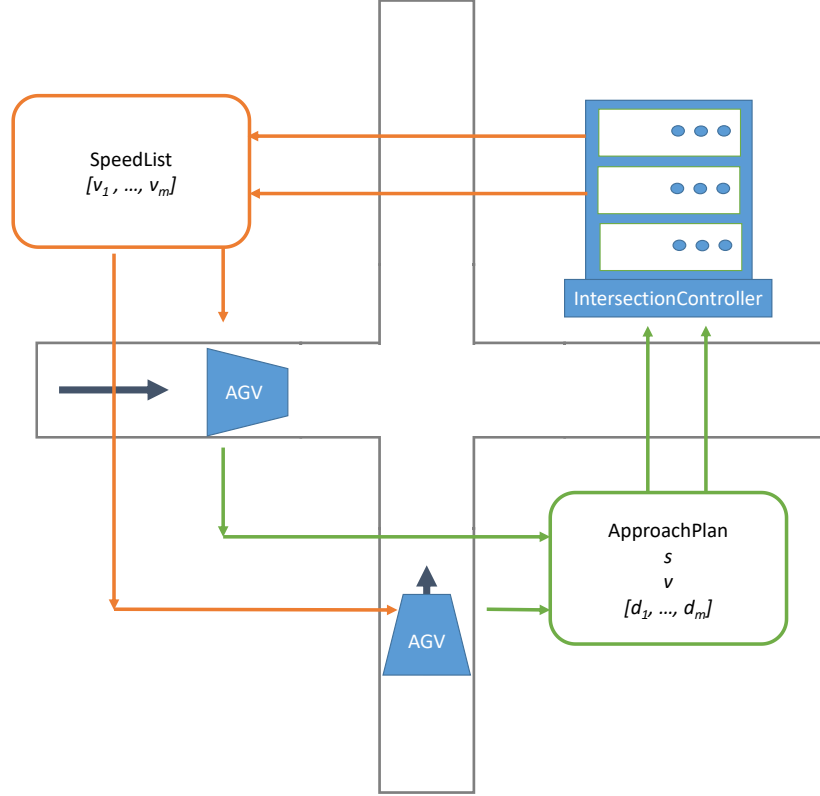 SpeedList
[v1 , …, vm]
IntersectionController
AGV
ApproachPlan
s
v
[d1, …, dm]
AGV